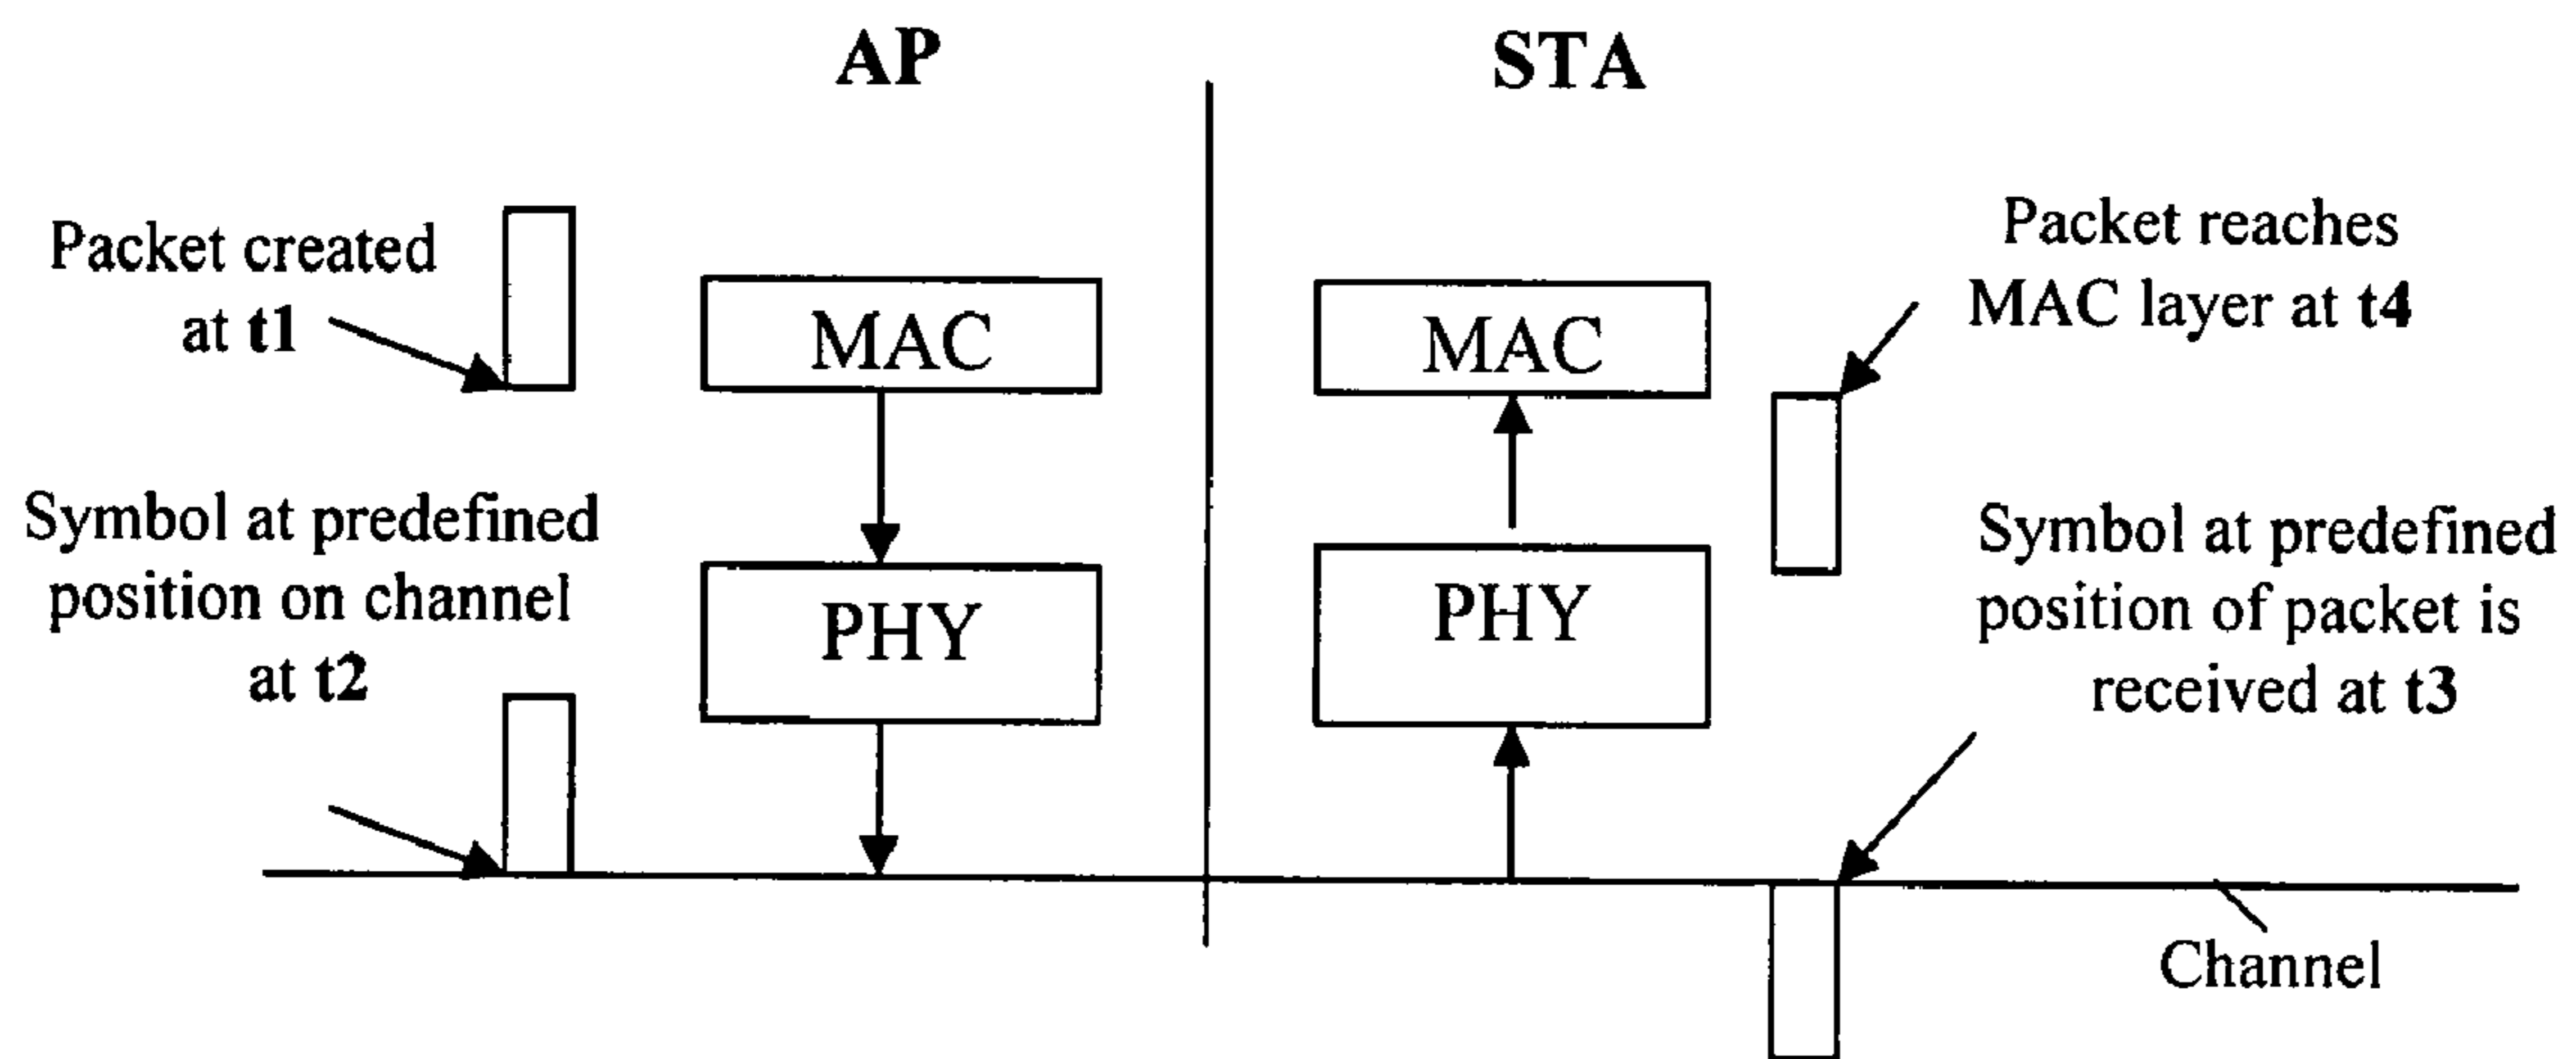 AP
STA
Packet created
at t1
MAC
MAC
Packet reaches
MAC layer at t4
Symbol at predefined
position on channel
at t2
PHY
PHY
Symbol at predefined
position of packet is
received at t3
Channel